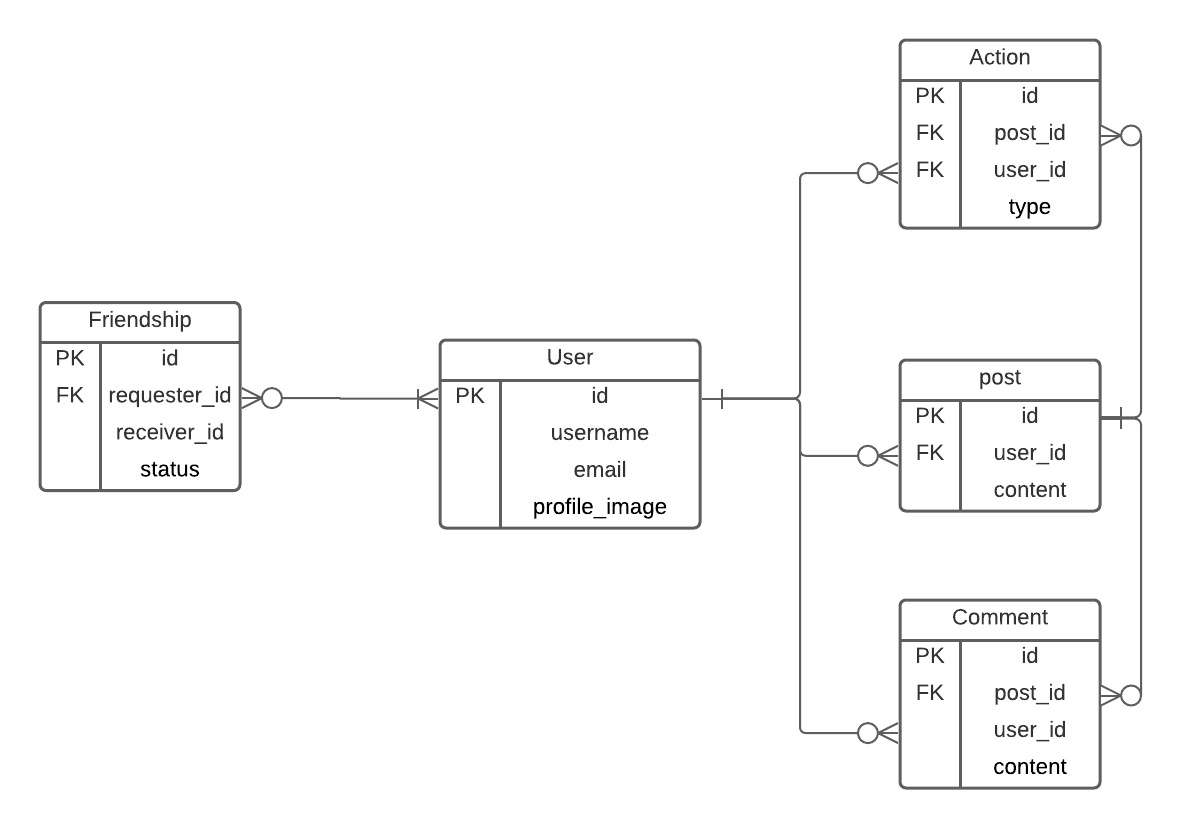 Action
PK id
FK post_id
FK user_id
type
Friendship
PK id
FK requester_id
receiver_id
status
User
PK id
username
email
profile_image
post
PK id
FK user_id
content
Comment
PK id
FK post_id
user_id
content